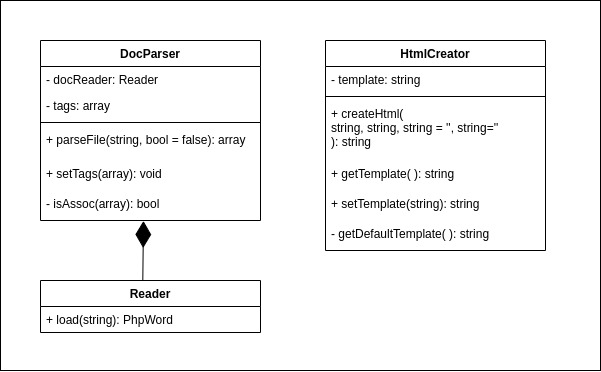 DocParser
- docReader: Reader
- tags: array
+ parseFile(string, bool = false): array
+ setTags(array): void
- isAssoc(array): bool
Reader
+ load(string): PhpWord
HtmlCreator
- template: string
+ createHtml(
string, string, string = '', string=''
): string
+ getTemplate( ): string
+ setTemplate(string): string
- getDefaultTemplate( ): string